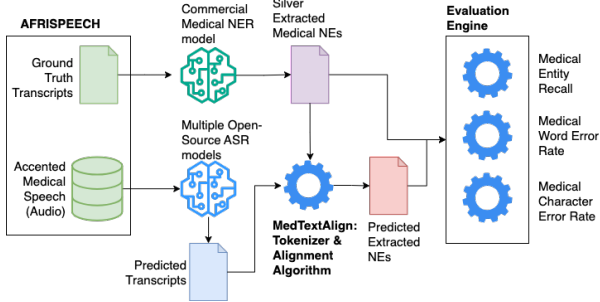 AFRISPEECH
Ground
Truth
Transcripts
Accented
Medical
Speech
(Audio)
Commercial
Medical NER
model
Multiple Open-
Source ASR
models
Predicted
Transcripts
Silver
Extracted
Medical NEs
MedTextAlign:
Tokenizer &
Alignment
Algorithm
Predicted
Extracted
NEs
Evaluation
Engine
Medical
Entity
Recall
Medical
Word Error
Rate
Medical
Character
Error Rate